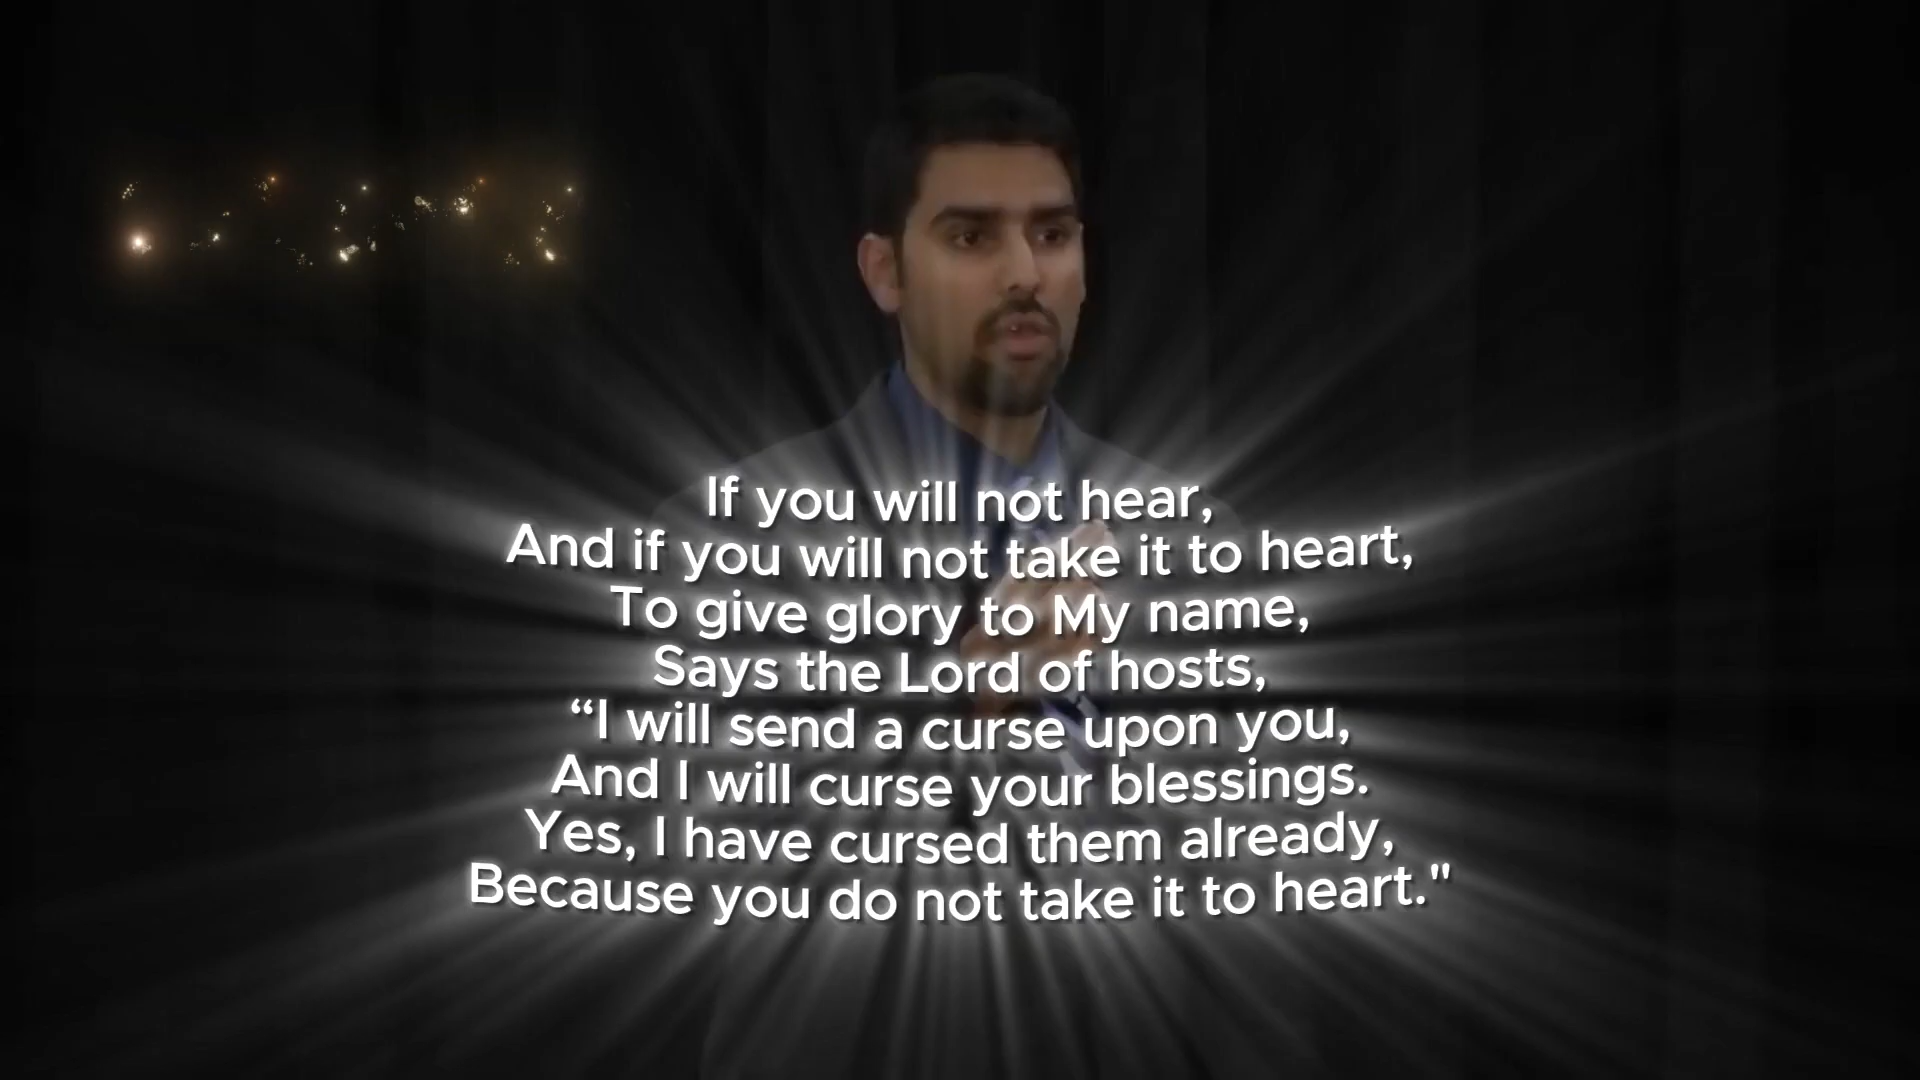 If you will not hear,
And if you will not take it to heart,
To give glory to My name,
Says the Lord of hosts,
“I will send a curse upon you,
And I will curse your blessings.
Yes, I have cursed them already,
Because you do not take it to heart."